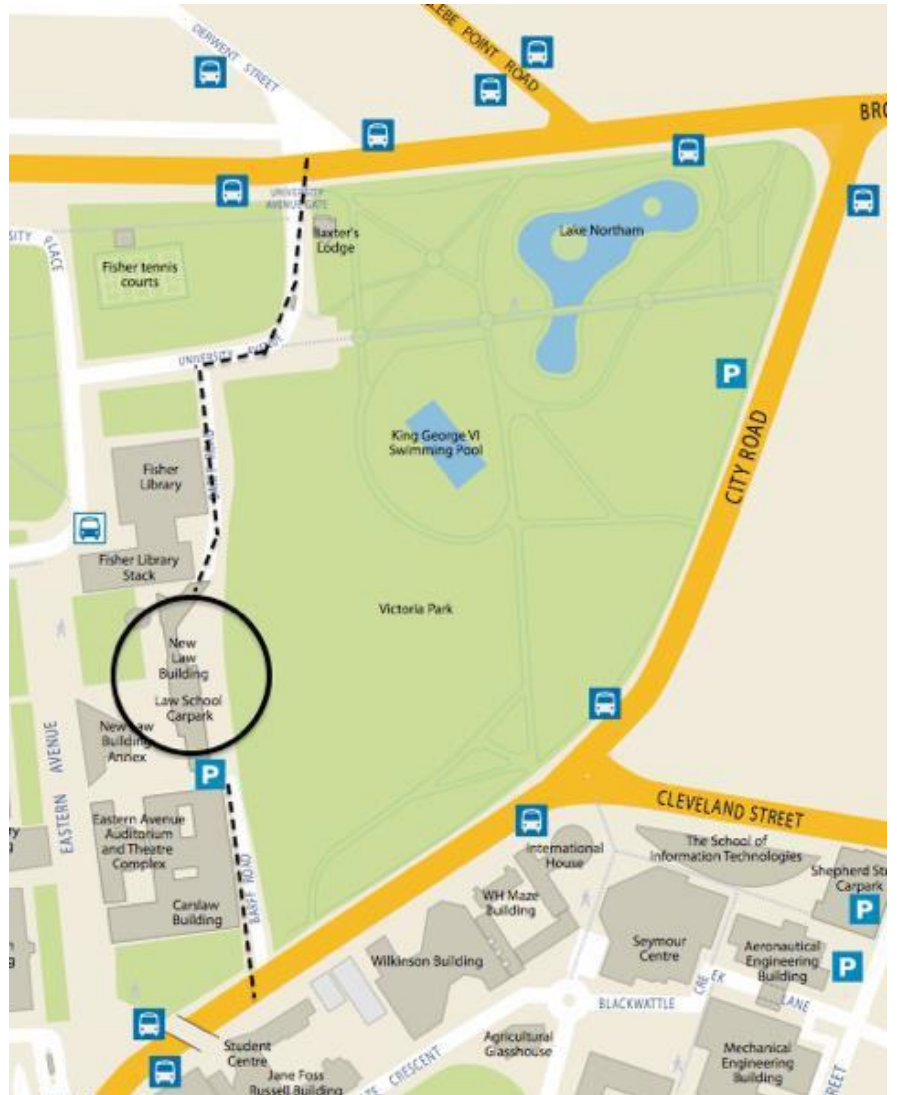 DERWENT STREET
EBE POINT ROAD
BRO
UNIVERSITY
AVENUE GATE
Baxter's
Lodge
Lake Northam
SITY PLACE
Fisher tennis
courts
UNIVERSITY
P
CITY ROAD
King George VI
Swimming Pool
Fisher
Library
Fisher Library
Stack
Victoria Park
New
Law
Building
Law School
Carpark
New Law
Building
Annex
P
EASTERN AVENUE
CLEVELAND STREET
Eastern Avenue
Auditorium
and Theatre
Complex
BARFF ROAD
Carslaw
Building
International
House
The School of
Information Technologies
Shepherd St
Carpark
P
WH Maze
Building
Wilkinson Building
Seymour
Centre
Aeronautical
Engineering
Building
P
BLACKWATTLE
CREEK
LANE
Student
Centre
Agricultural
Glasshouse
Mechanical
Engineering
Building
Jane Foss
Russell Building
CRESCENT
REET